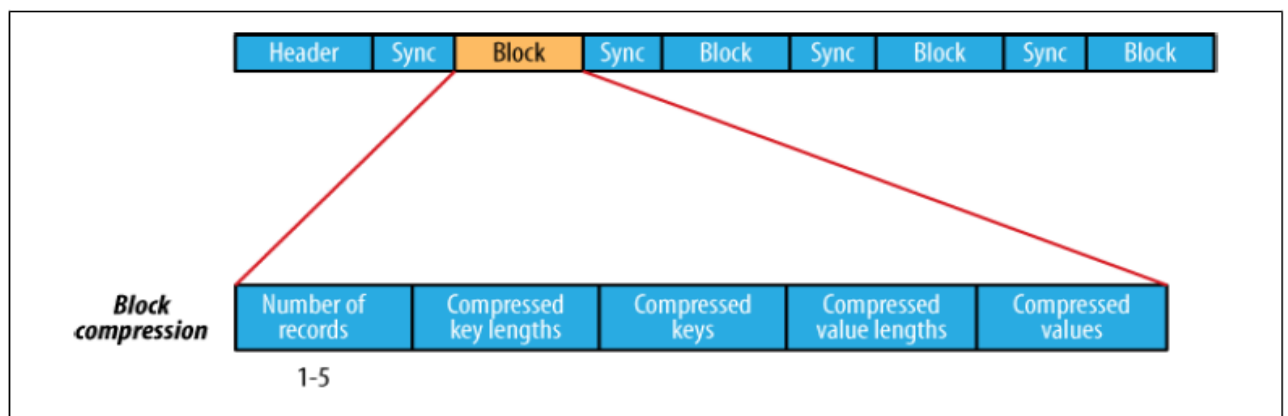 Header Sync Block Sync Block Sync Block Sync Block
Block
compression
Number of
records
Compressed
key lengths
Compressed
keys
Compressed
value lengths
Compressed
values
1-5